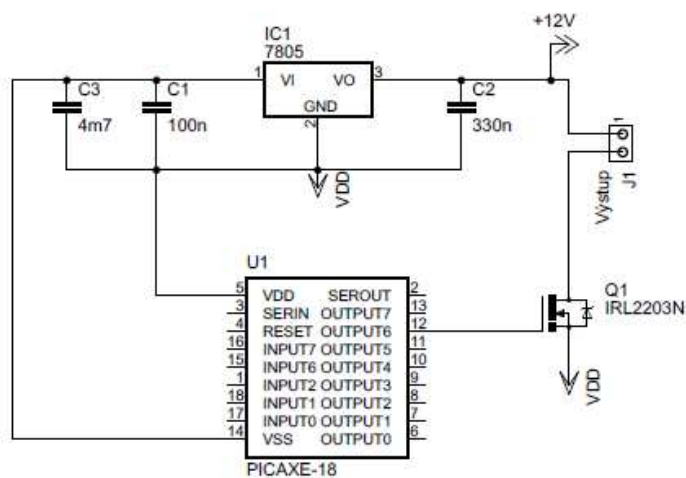 +12V
IC1
7805
1 VI VO 3
GND
2
C3
4m7
C1
100n
C2
330n
VDD
1
J1
Výstup
U1
5 VDD SEROUT 2
3 SERIN OUTPUT7 13
4 RESET OUTPUT6 12
16 INPUT7 OUTPUT5 11
15 INPUT6 OUTPUT4 10
1 INPUT2 OUTPUT3 9
18 INPUT1 OUTPUT2 8
17 INPUT0 OUTPUT1 7
14 VSS OUTPUT0 6
PICAXE-18
Q1
IRL2203N
VDD